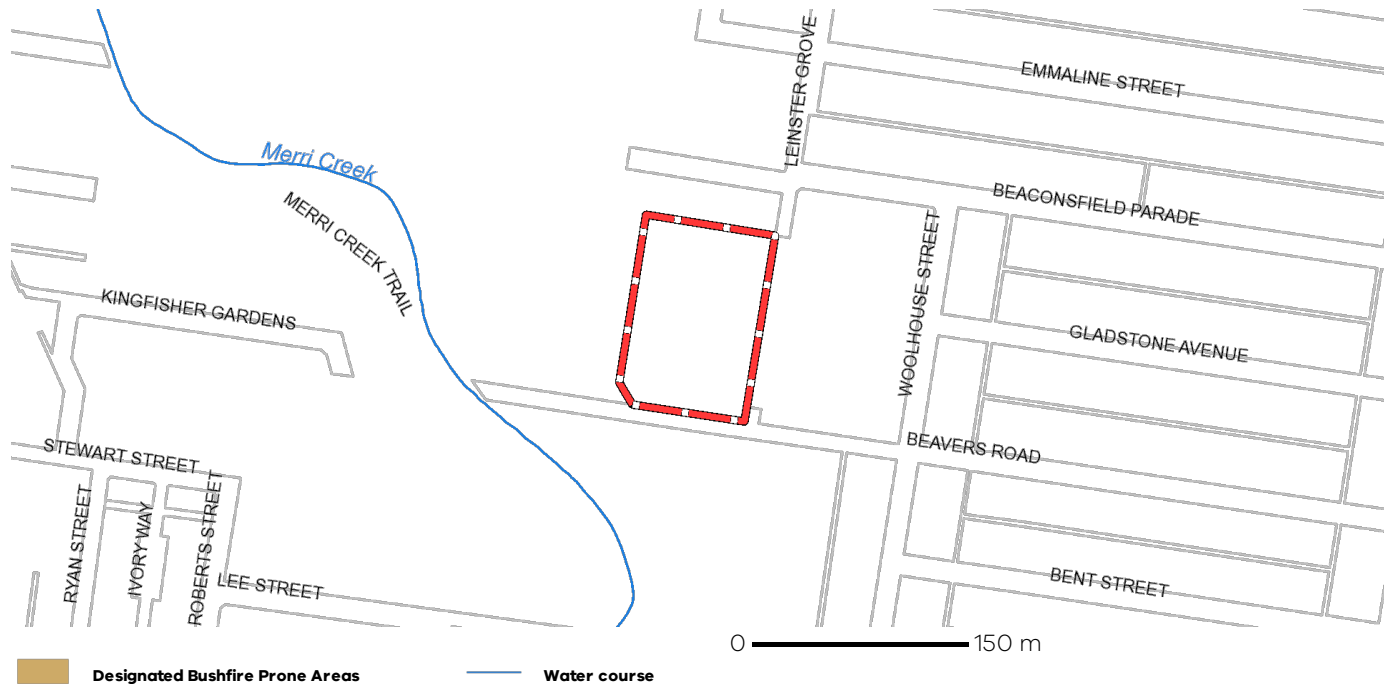 LEINSTER GROVE
EMMALINE STREET
Merri Creek
MERRI CREEK TRAIL
BEACONSFIELD PARADE
WOOLHOUSE STREET
KINGFISHER GARDENS
GLADSTONE AVENUE
BEAVERS ROAD
STEWART STREET
RYAN STREET
IVORY WAY
ROBERTS STREET
LEE STREET
BENT STREET
0 150 m
Designated Bushfire Prone Areas Water course